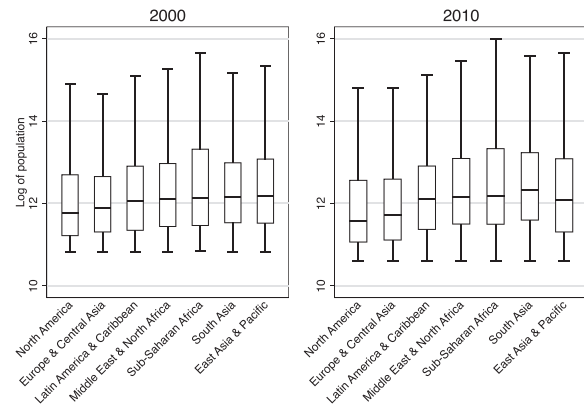 2000
2010
Log of population
16
14
12
10
16
14
12
10
North America
Europe & Central Asia
Latin America & Caribbean
Middle East & North Africa
Sub-Saharan Africa
South Asia
East Asia & Pacific
North America
Europe & Central Asia
Latin America & Caribbean
Middle East & North Africa
Sub-Saharan Africa
South Asia
East Asia & Pacific